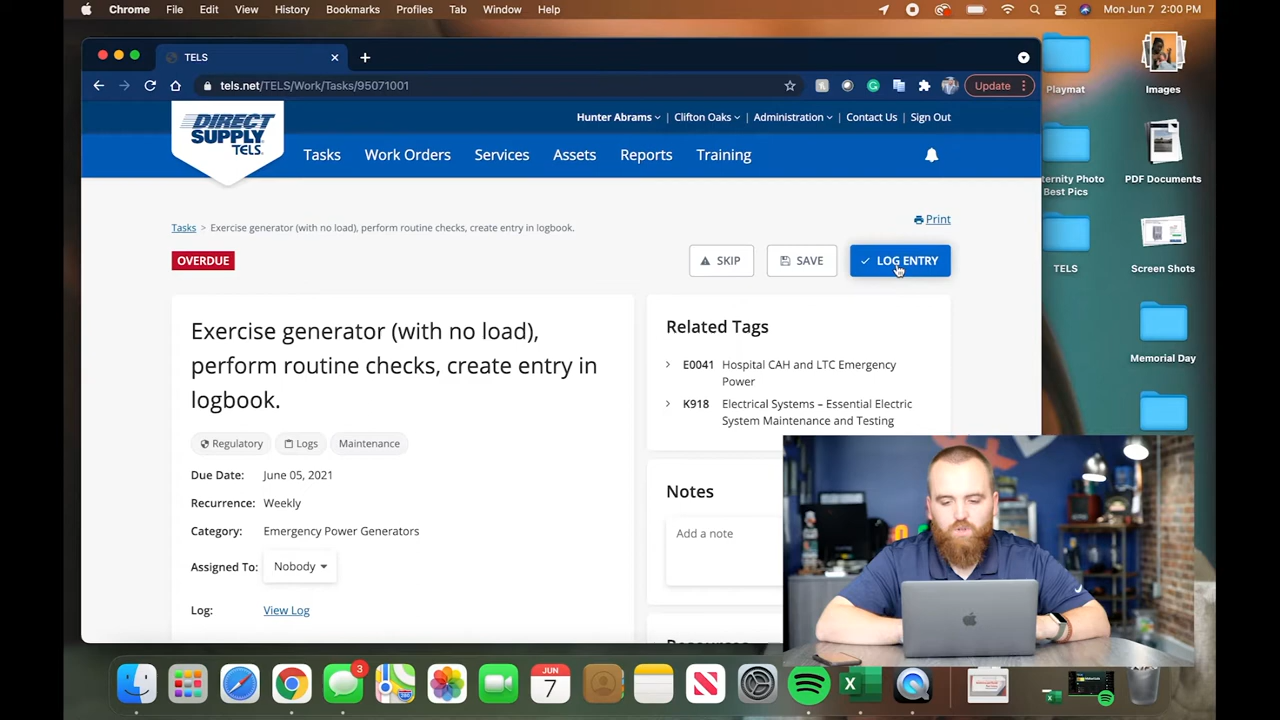 Chrome File Edit View History Bookmarks Profiles Tab Window Help Mon Jun 7 2:00 PM
TELS
tels.net/TELS/Work/Tasks/95071001 Update
DIRECT SUPPLY TELS
Hunter Abrams | Clifton Oaks | Administration | Contact Us | Sign Out
Tasks Work Orders Services Assets Reports Training
Print
Tasks > Exercise generator (with no load), perform routine checks, create entry in logbook.
OVERDUE SKIP SAVE LOG ENTRY
Exercise generator (with no load),
perform routine checks, create entry in
logbook.
Regulatory Logs Maintenance
Due Date: June 05, 2021
Recurrence: Weekly
Category: Emergency Power Generators
Assigned To: Nobody
Log: View Log
Related Tags
E0041 Hospital CAH and LTC Emergency
Power
K918 Electrical Systems – Essential Electric
System Maintenance and Testing
Notes
Add a note
Playmat
Images
ternity Photo
Best Pics
PDF Documents
TELS
Screen Shots
Memorial Day
3
JUN
7